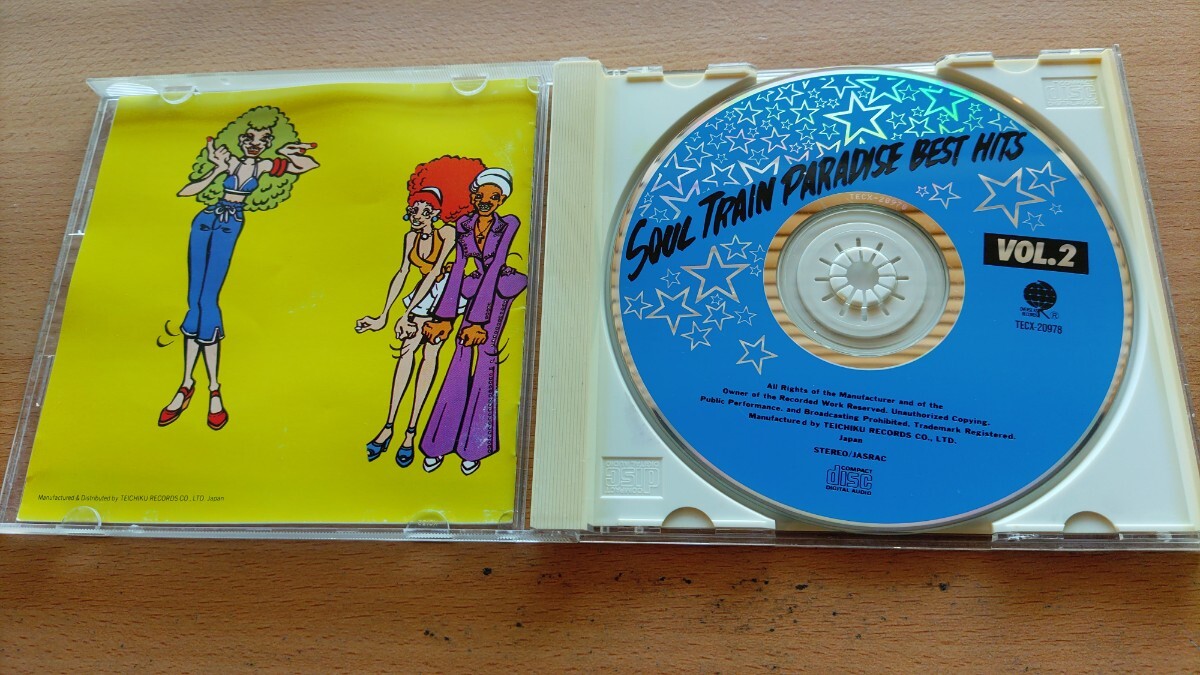 Manufactured & Distributed by TEICHIKU RECORDS CO., LTD. Japan
SOUL TRAIN PARADISE BEST HITS
VOL.2
TECX-20978
All Rights of the Manufacturer and of the
Owner of the Recorded Work Reserved. Unauthorized Copying,
Public Performance, and Broadcasting Prohibited, Trademark Registered.
Manufactured by TEICHIKU RECORDS CO., LTD.
Japan
STEREO/JASRAC
COMPACT
disc
DIGITAL AUDIO